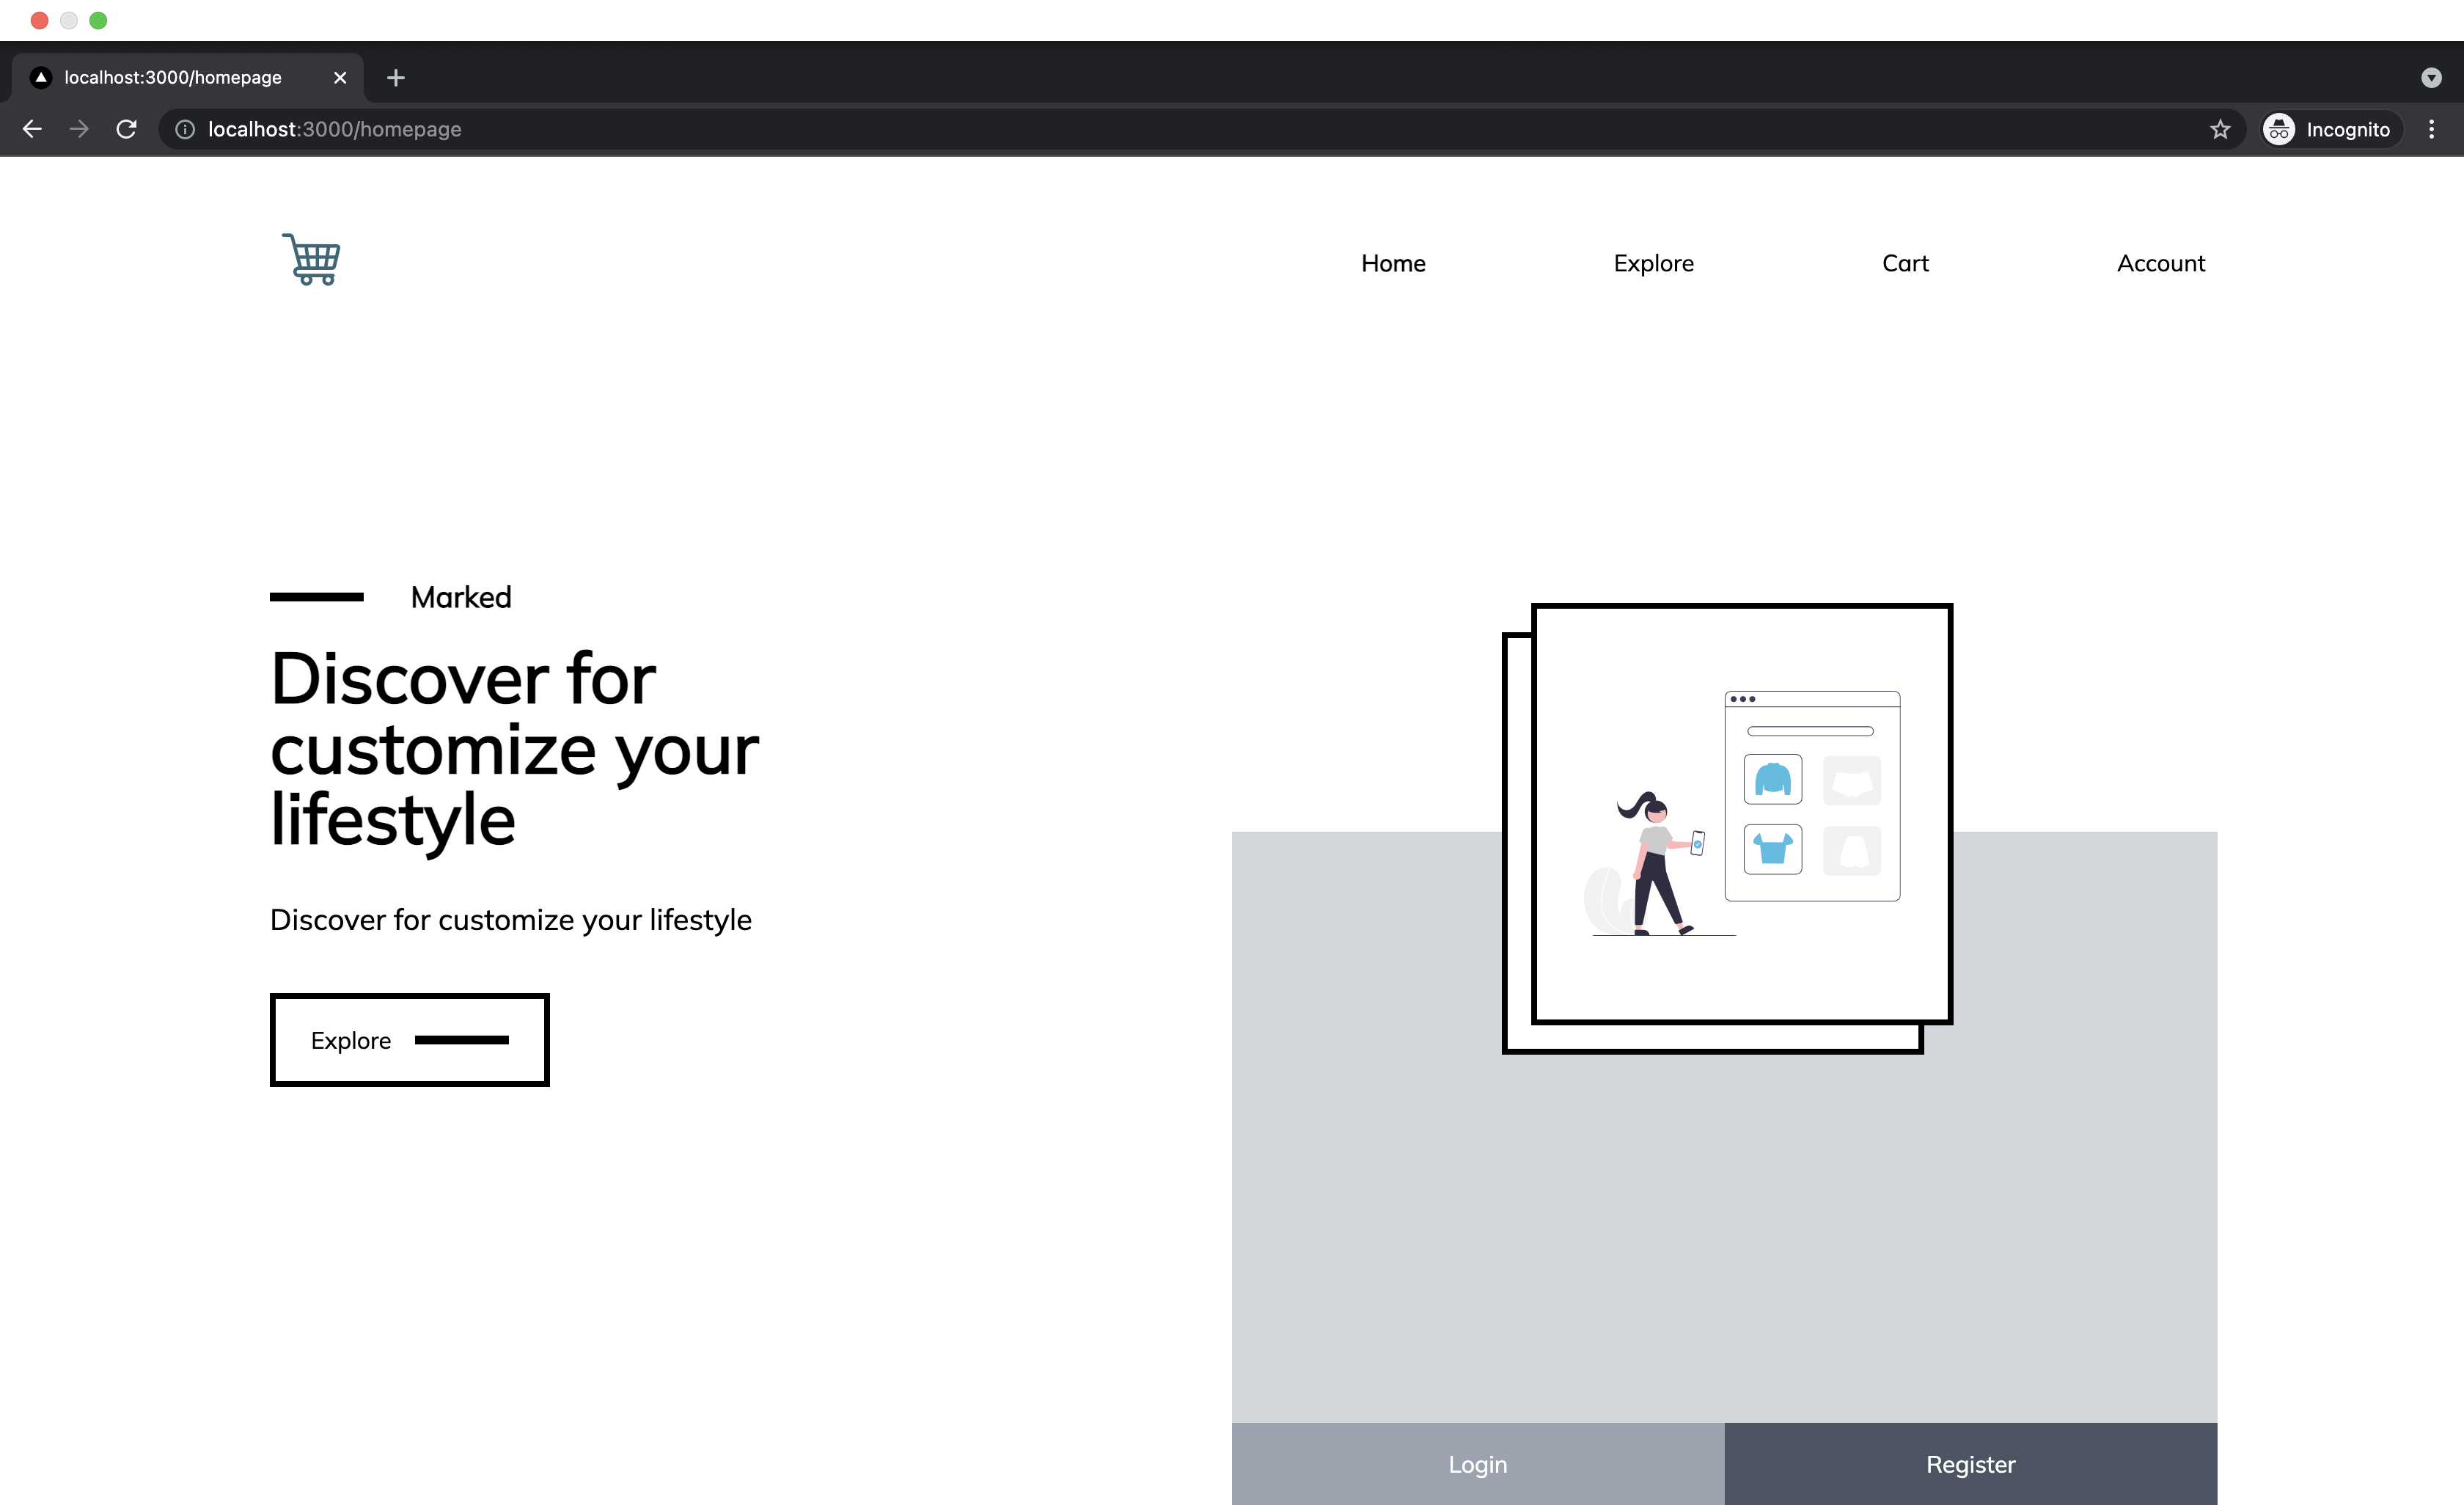 localhost:3000/homepage
localhost:3000/homepage
Incognito
Home
Explore
Cart
Account
Marked
Discover for
customize your
lifestyle
Discover for customize your lifestyle
Explore
Login
Register